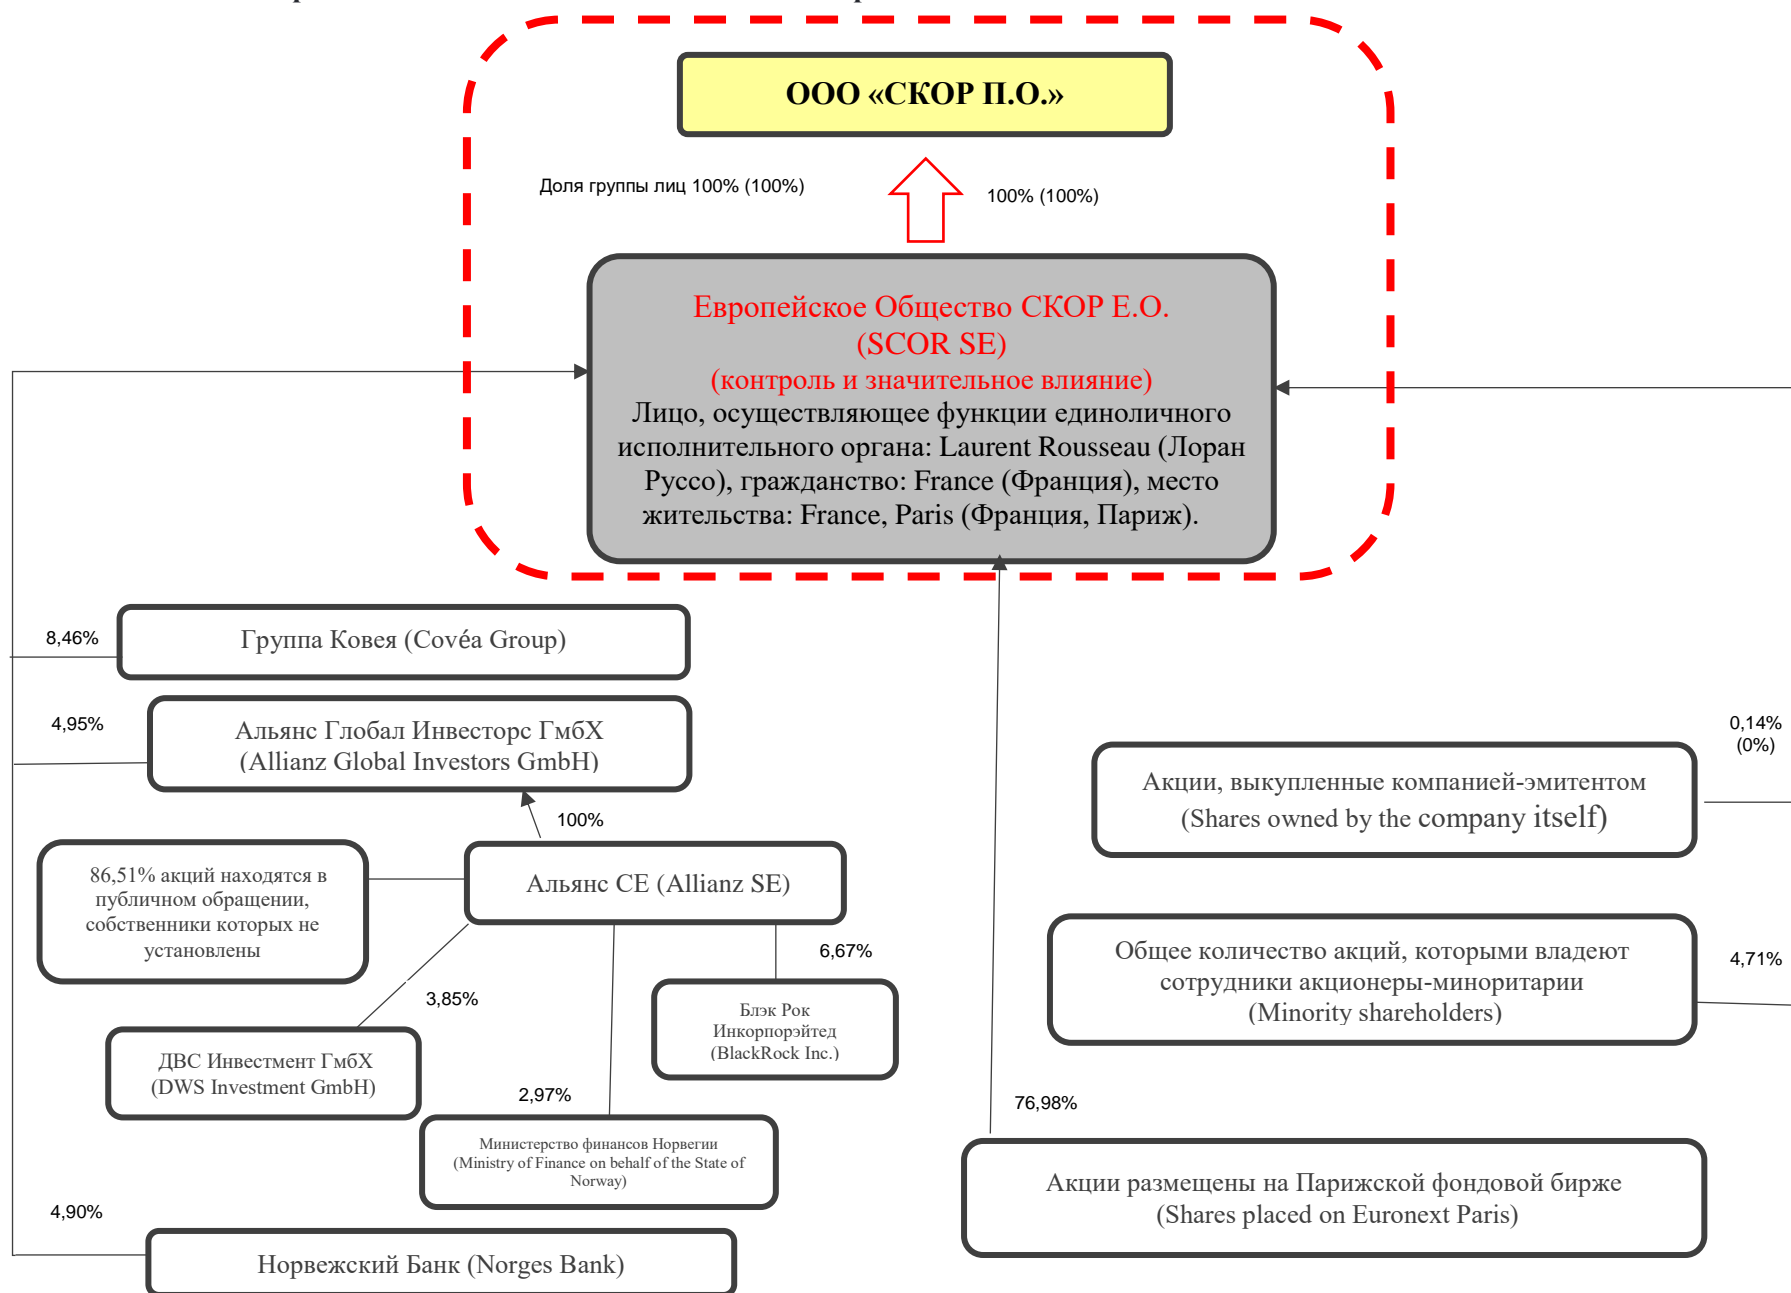 ООО «СКОР П.О.»
Доля группы лиц 100% (100%)
100% (100%)
Европейское Общество СКОР Е.О.
(SCOR SE)
(контроль и значительное влияние)
Лицо, осуществляющее функции единоличного
исполнительного органа: Laurent Rousseau (Лоран
Руссо), гражданство: France (Франция), место
жительства: France, Paris (Франция, Париж).
8,46%
Группа Ковея (Covéa Group)
4,95%
Альянс Глобал Инвесторс ГмбХ
(Allianz Global Investors GmbH)
100%
86,51% акций находятся в
публичном обращении,
собственники которых не
установлены
Альянс СЕ (Allianz SE)
3,85%
6,67%
ДВС Инвестмент ГмбХ
(DWS Investment GmbH)
Блэк Рок
Инкорпорэйтед
(BlackRock Inc.)
2,97%
Министерство финансов Норвегии
(Ministry of Finance on behalf of the State of
Norway)
4,90%
Норвежский Банк (Norges Bank)
0,14%
(0%)
Акции, выкупленные компанией-эмитентом
(Shares owned by the company itself)
4,71%
Общее количество акций, которыми владеют
сотрудники акционеры-миноритарии
(Minority shareholders)
76,98%
Акции размещены на Парижской фондовой бирже
(Shares placed on Euronext Paris)